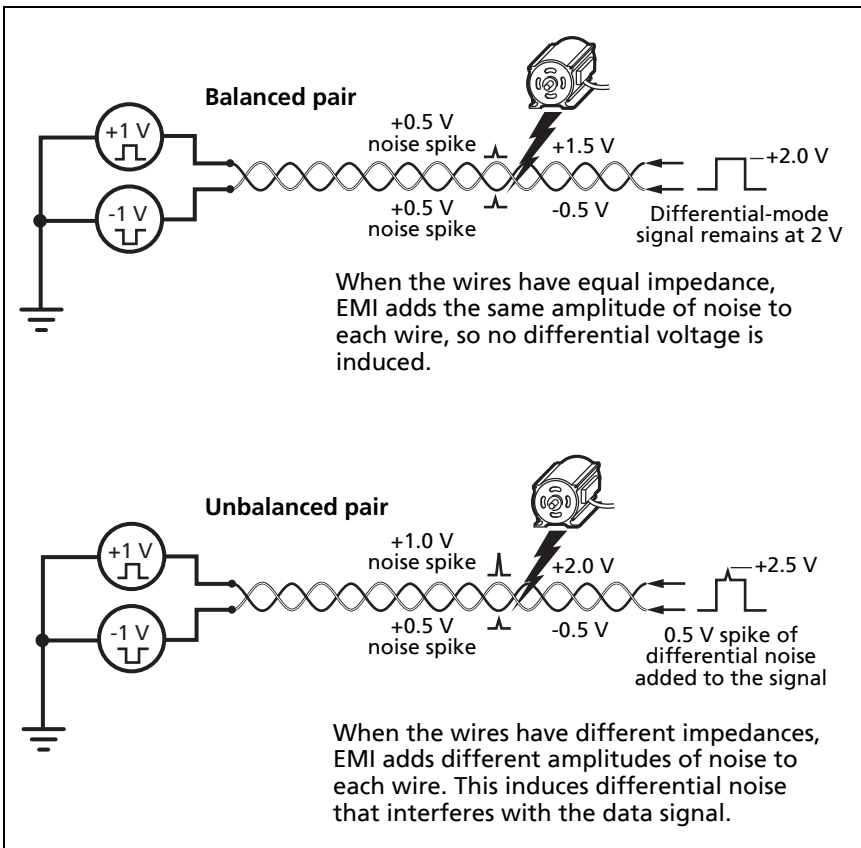 Balanced pair
+1 V
-1 V
+0.5 V
noise spike
+0.5 V
noise spike
+1.5 V
-0.5 V
+2.0 V
Differential-mode
signal remains at 2 V
When the wires have equal impedance,
EMI adds the same amplitude of noise to
each wire, so no differential voltage is
induced.
Unbalanced pair
+1 V
-1 V
+1.0 V
noise spike
+0.5 V
noise spike
+2.0 V
-0.5 V
+2.5 V
0.5 V spike of
differential noise
added to the signal
When the wires have different impedances,
EMI adds different amplitudes of noise to
each wire. This induces differential noise
that interferes with the data signal.